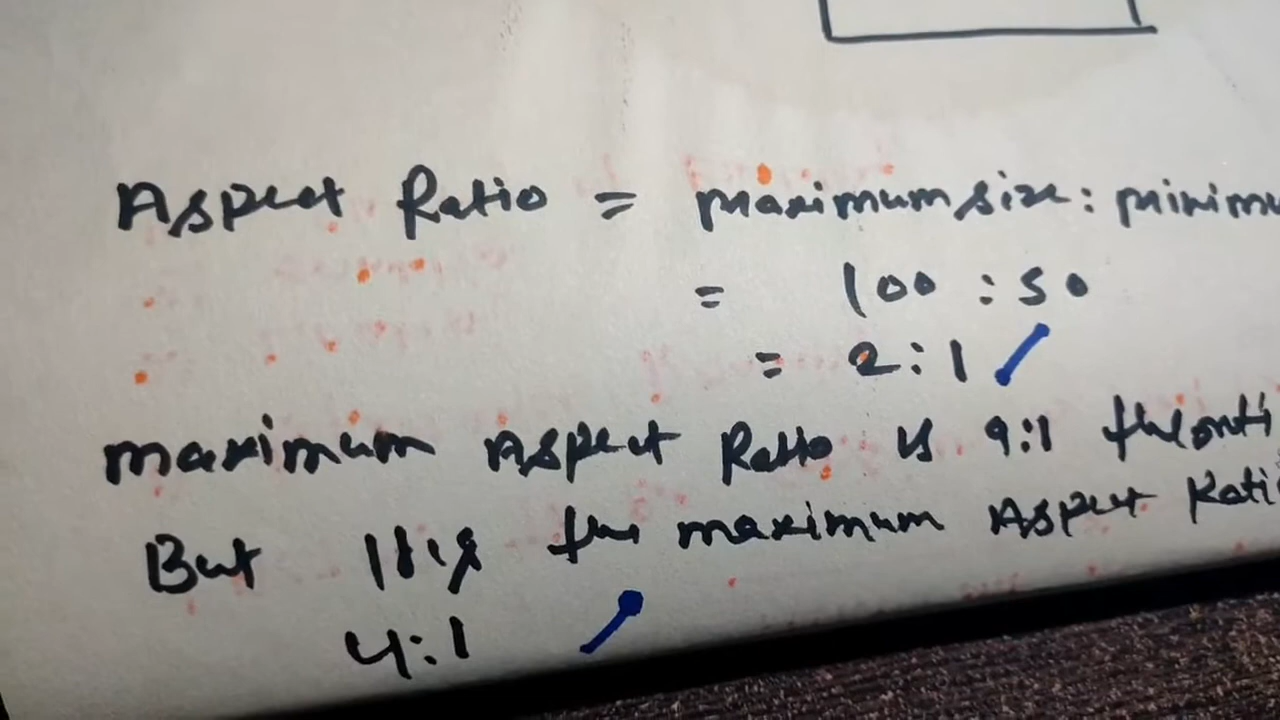 Aspect Ratio = maximum size : minimu
= 100 : 50
= 2:1
maximum Aspect Ratio is 9:1
But the maximum Aspect Rati
4:1